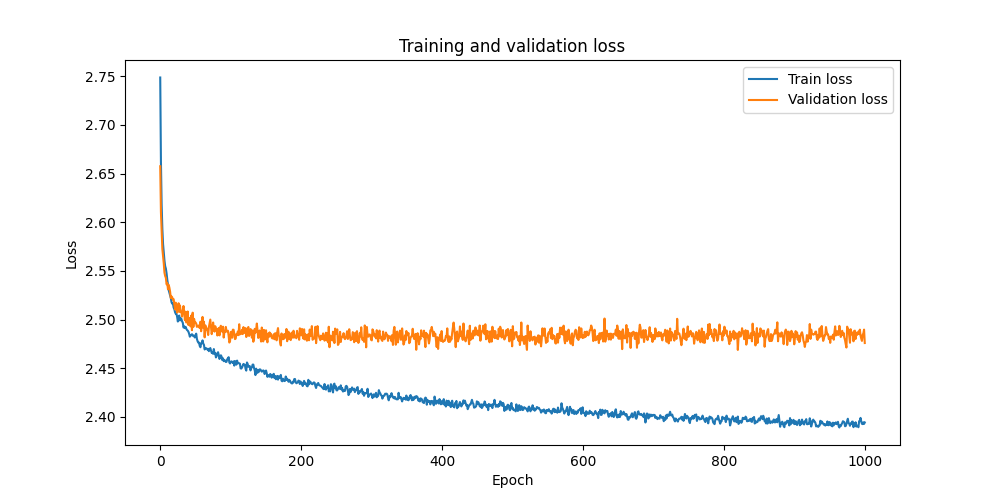 Training and validation loss
Train loss
Validation loss
2.75
2.70
2.65
2.60
2.55
2.50
2.45
2.40
Loss
0 200 400 600 800 1000
Epoch